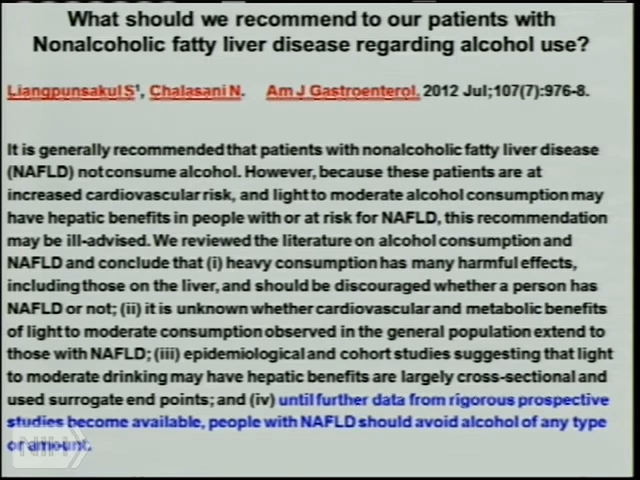 What should we recommend to our patients with
Nonalcoholic fatty liver disease regarding alcohol use?
Liangpunsakul S1, Chalasani N. Am J Gastroenterol. 2012 Jul;107(7):976-8.
It is generally recommended that patients with nonalcoholic fatty liver disease
(NAFLD) not consume alcohol. However, because these patients are at
increased cardiovascular risk, and light to moderate alcohol consumption may
have hepatic benefits in people with or at risk for NAFLD, this recommendation
may be ill-advised. We reviewed the literature on alcohol consumption and
NAFLD and conclude that (i) heavy consumption has many harmful effects,
including those on the liver, and should be discouraged whether a person has
NAFLD or not; (ii) it is unknown whether cardiovascular and metabolic benefits
of light to moderate consumption observed in the general population extend to
those with NAFLD; (iii) epidemiological and cohort studies suggesting that light
to moderate drinking may have hepatic benefits are largely cross-sectional and
used surrogate end points; and (iv) until further data from rigorous prospective
studies become available, people with NAFLD should avoid alcohol of any type
or amount.
NIH